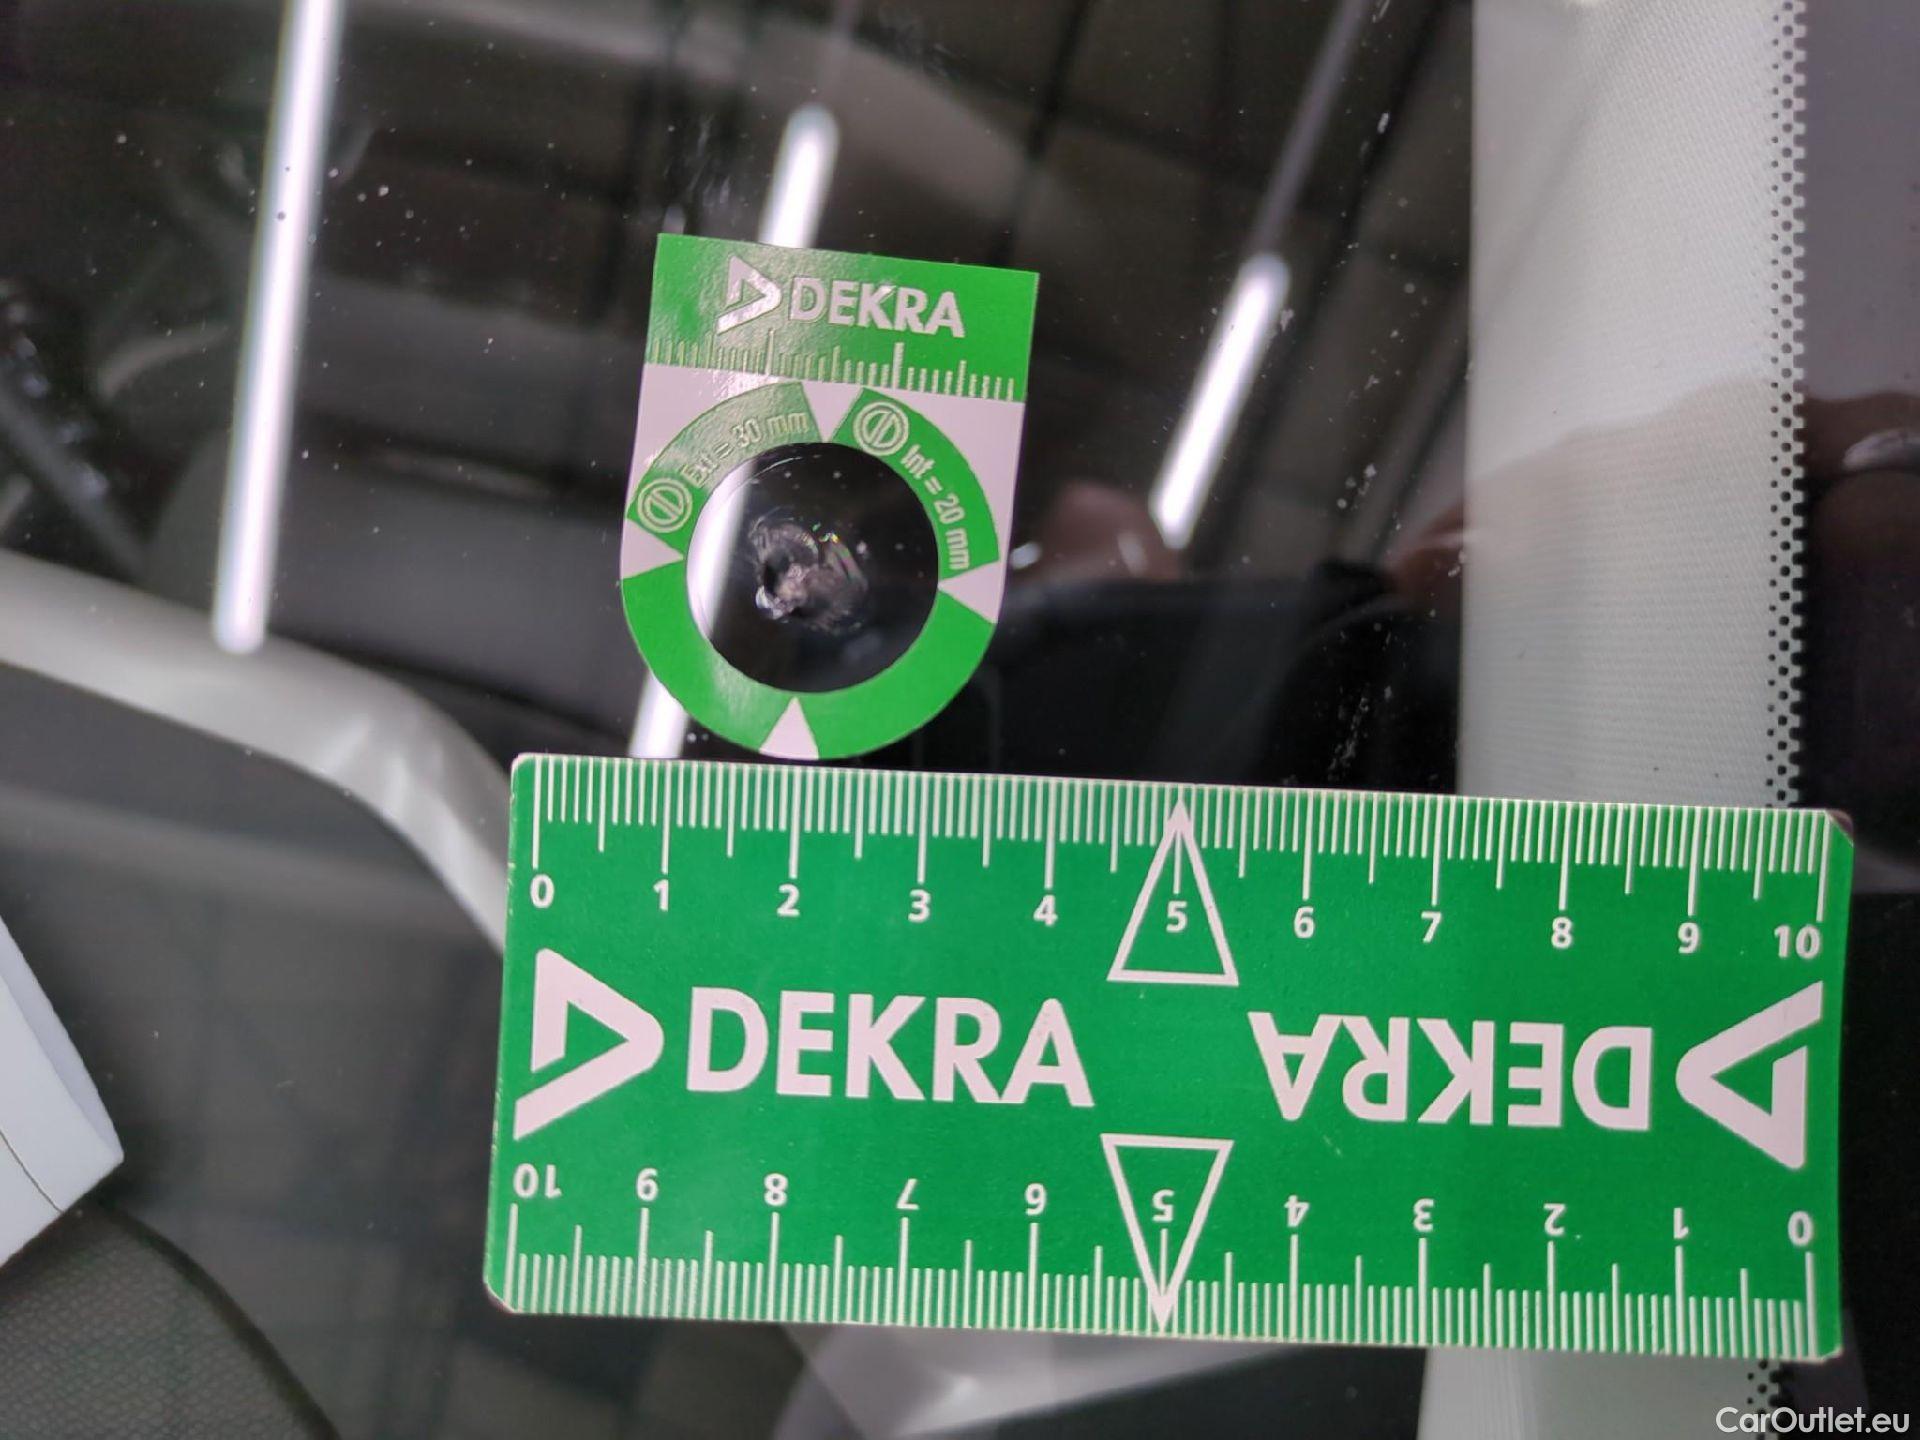 DEKRA
Ext = 30 mm
Int = 20 mm
0 1 2 3 4 5 6 7 8 9 10
DEKRA DEKRA
10 9 8 7 6 5 4 3 2 1 0
CarOutlet.eu